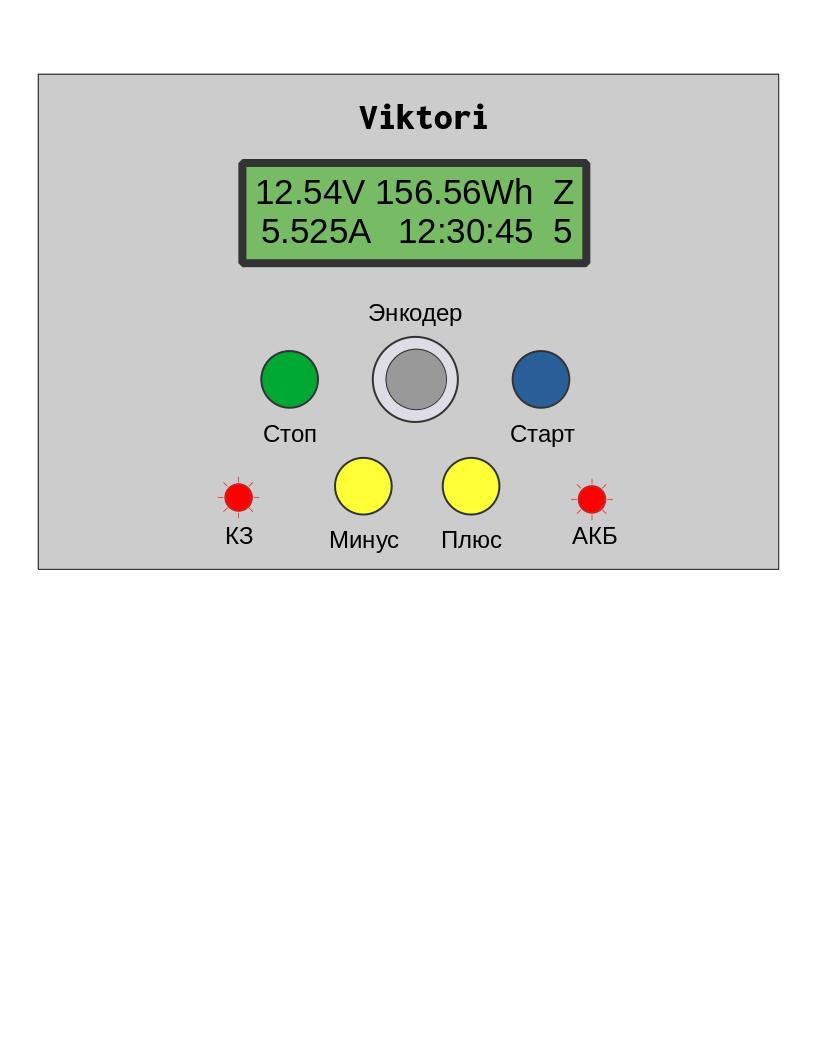 Viktori
12.54V 156.56Wh Z
5.525A 12:30:45 5
Энкодер
Стоп Старт
КЗ Минус Плюс АКБ